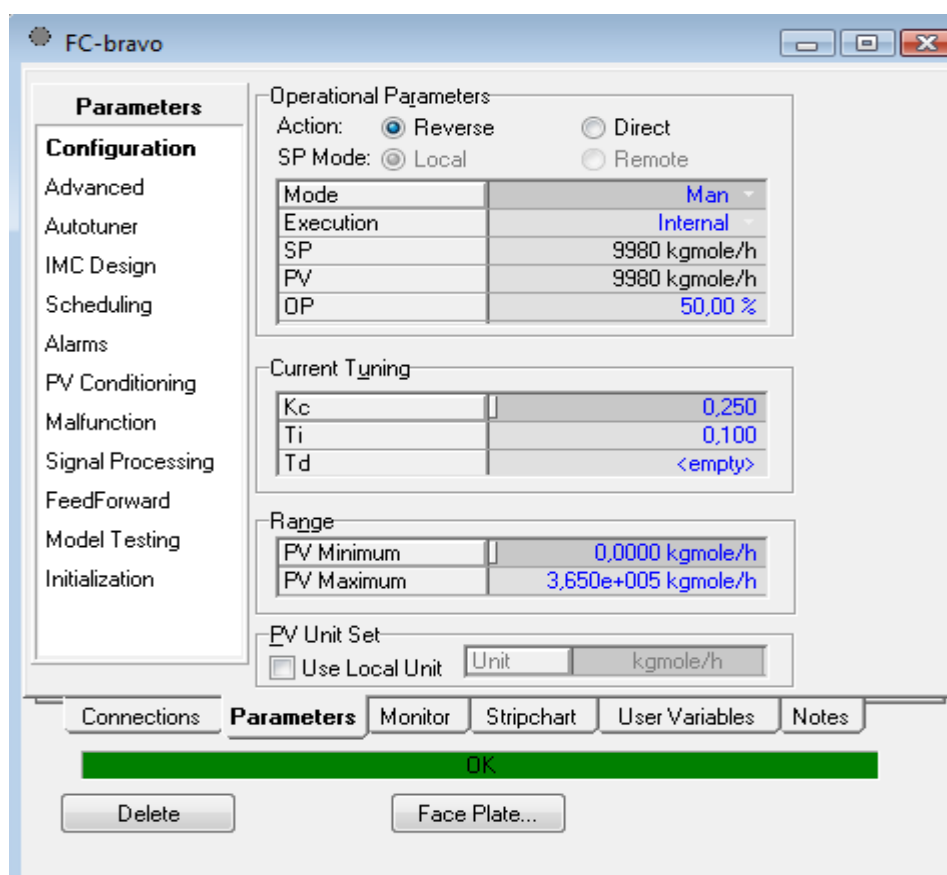 FC-bravo
Parameters
Configuration
Advanced
Autotuner
IMC Design
Scheduling
Alarms
PV Conditioning
Malfunction
Signal Processing
FeedForward
Model Testing
Initialization
Operational Parameters
Action: Reverse Direct
SP Mode: Local Remote
Mode Man
Execution Internal
SP 9980 kgmole/h
PV 9980 kgmole/h
OP 50,00 %
Current Tuning
Kc 0,250
Ti 0,100
Td <empty>
Range
PV Minimum 0,0000 kgmole/h
PV Maximum 3,650e+005 kgmole/h
PV Unit Set
Use Local Unit Unit kgmole/h
Connections Parameters Monitor Stripchart User Variables Notes
OK
Delete Face Plate...